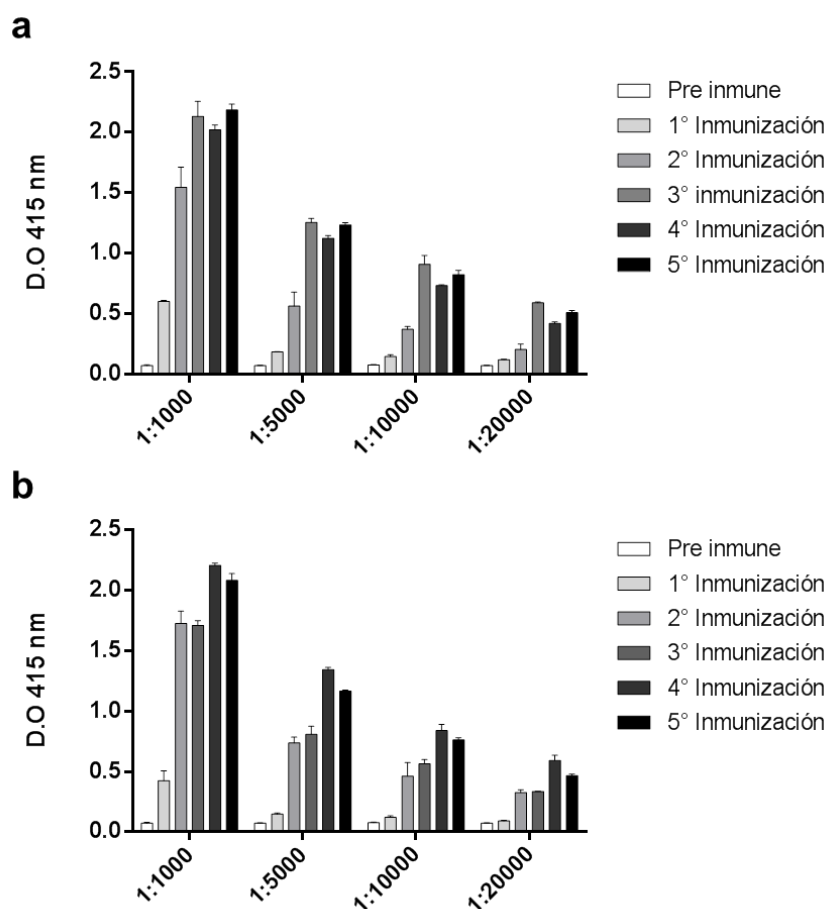 a
D.O 415 nm
2.5
2.0
1.5
1.0
0.5
0.0
1:1000
1:5000
1:10000
1:20000
Pre inmune
1° Inmunización
2° Inmunización
3° inmunización
4° Inmunización
5° Inmunización
b
D.O 415 nm
2.5
2.0
1.5
1.0
0.5
0.0
1:1000
1:5000
1:10000
1:20000
Pre inmune
1° Inmunización
2° Inmunización
3° Inmunización
4° Inmunización
5° Inmunización